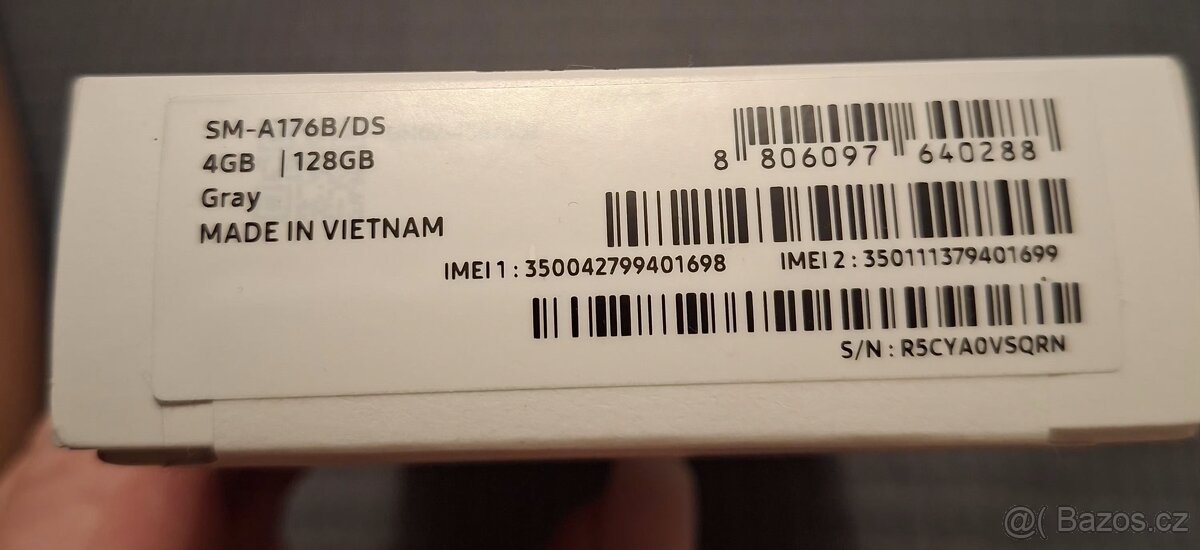 SM-A176B/DS
4GB | 128GB
Gray
MADE IN VIETNAM
8 806097 640288
IMEI 1 : 350042799401698 IMEI 2 : 350111379401699
S/N : R5CYA0VSQRN
@( Bazos.cz